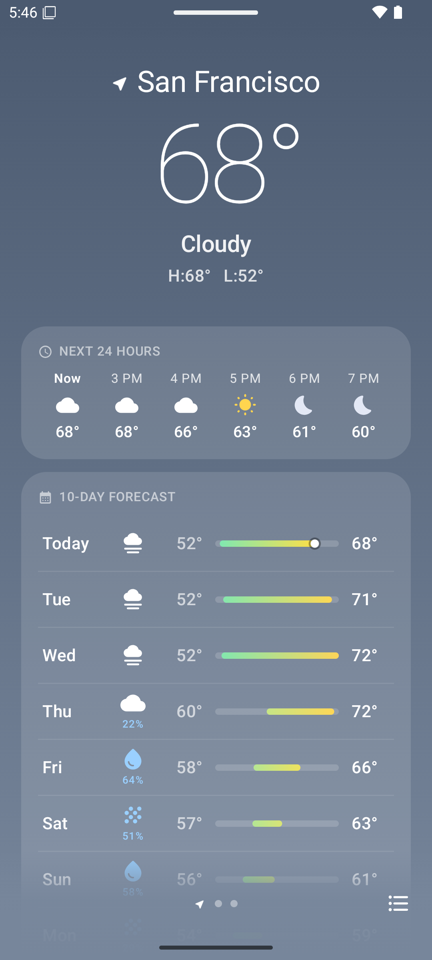 5:46
San Francisco
68°
Cloudy
H:68° L:52°
NEXT 24 HOURS
Now 3 PM 4 PM 5 PM 6 PM 7 PM
68° 68° 66° 63° 61° 60°
10-DAY FORECAST
Today 52° 68°
Tue 52° 71°
Wed 52° 72°
Thu 22% 60° 72°
Fri 64% 58° 66°
Sat 51% 57° 63°
Sun 58% 56° 61°
Mon